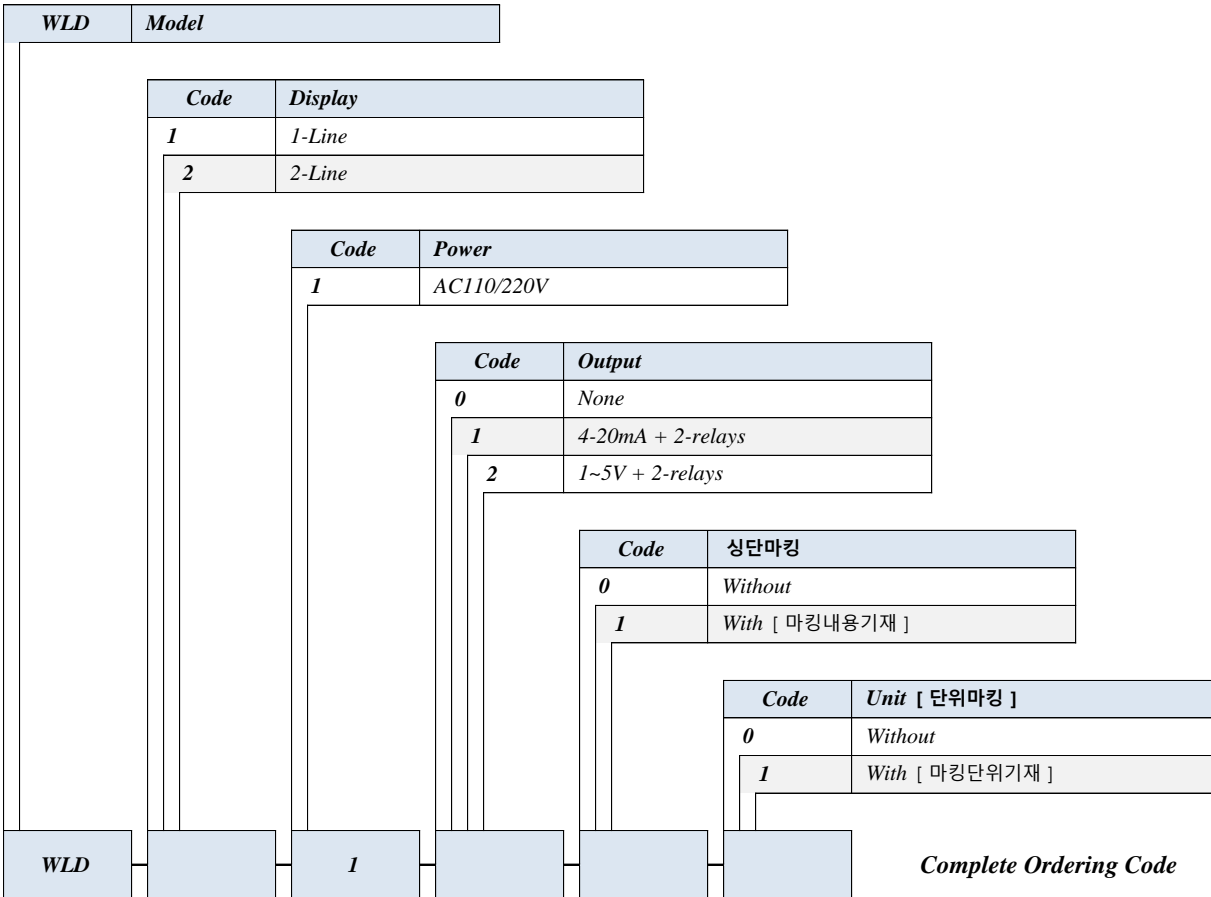 WLD Model
Code Display
1 1-Line
2 2-Line
Code Power
1 AC110/220V
Code Output
0 None
1 4-20mA + 2-relays
2 1~5V + 2-relays
Code 싱단마킹
0 Without
1 With [ 마킹내용기재 ]
Code Unit [ 단위마킹 ]
0 Without
1 With [ 마킹단위기재 ]
WLD 1 Complete Ordering Code